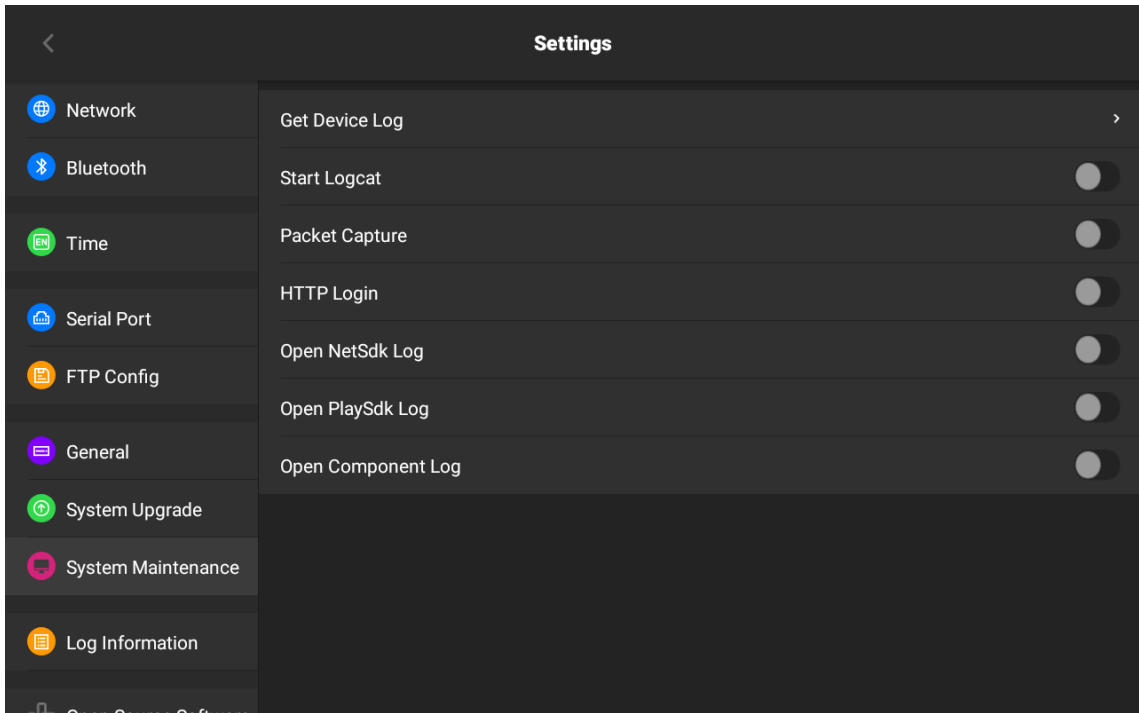 Settings
Network
Bluetooth
EN
Time
Serial Port
FTP Config
General
System Upgrade
System Maintenance
Log Information
Get Device Log
Start Logcat
Packet Capture
HTTP Login
Open NetSdk Log
Open PlaySdk Log
Open Component Log